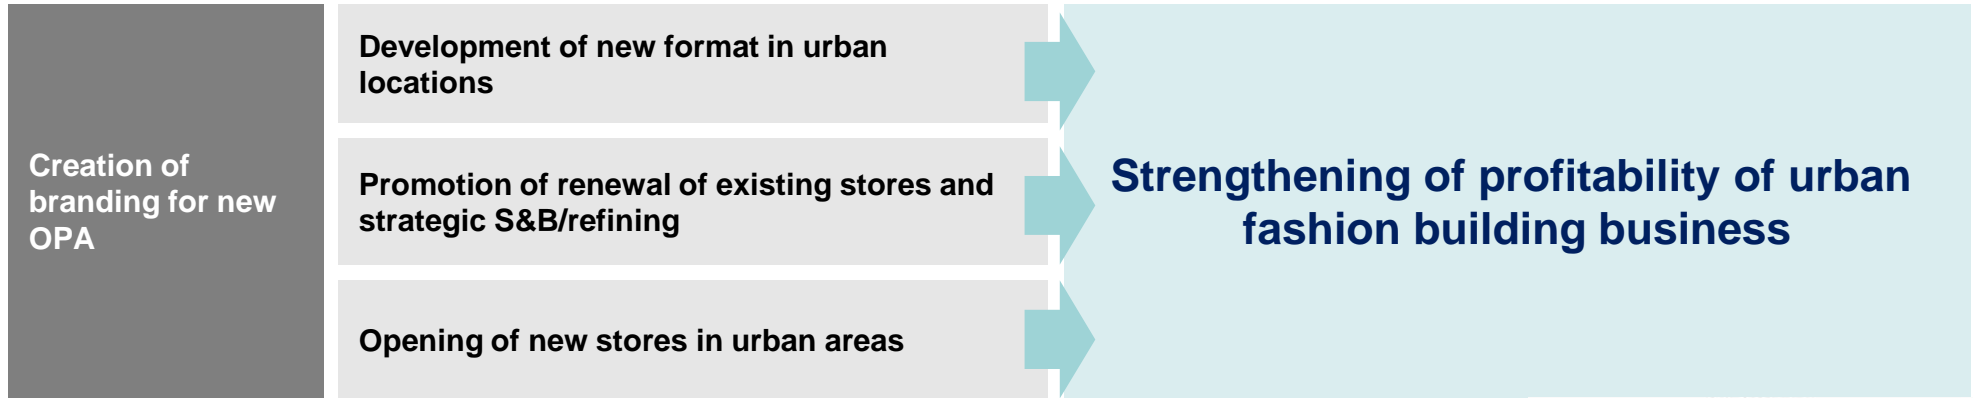 Creation of
branding for new
OPA
Development of new format in urban
locations
Promotion of renewal of existing stores and
strategic S&B/refining
Opening of new stores in urban areas
Strengthening of profitability of urban
fashion building business